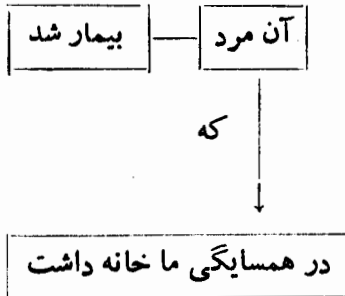 آن مرد بیمار شد
که
در همسایگی ما خانه داشت